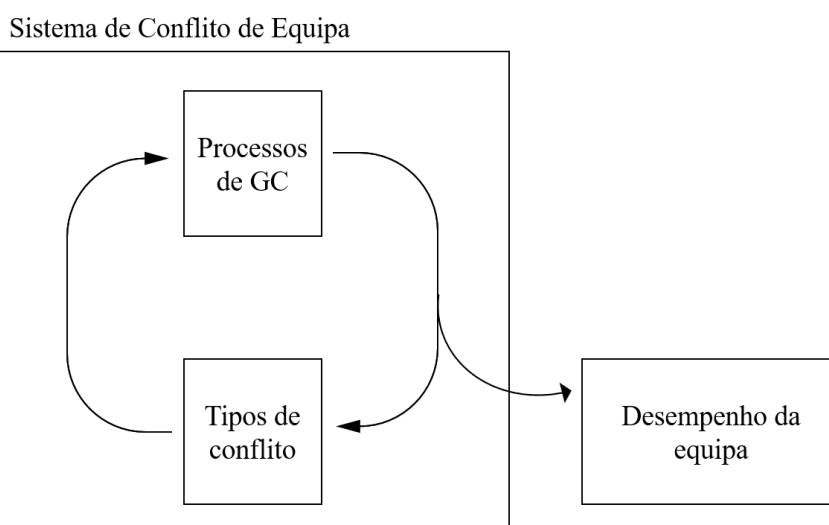 Sistema de Conflito de Equipa
Processos
de GC
Tipos de
conflito
Desempenho da
equipa